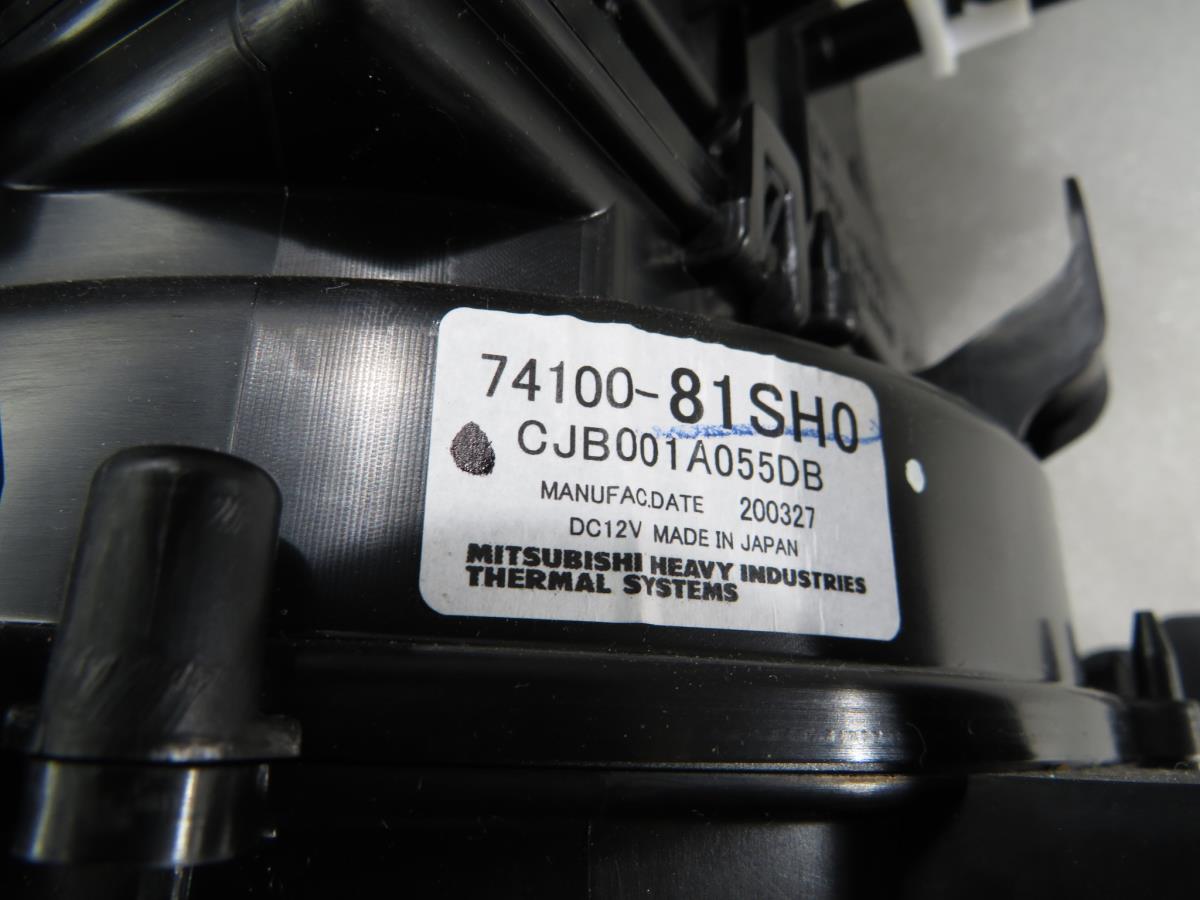 74100-81SH0
CJB001A055DB
MANUFAC.DATE 200327
DC12V MADE IN JAPAN
MITSUBISHI HEAVY INDUSTRIES
THERMAL SYSTEMS